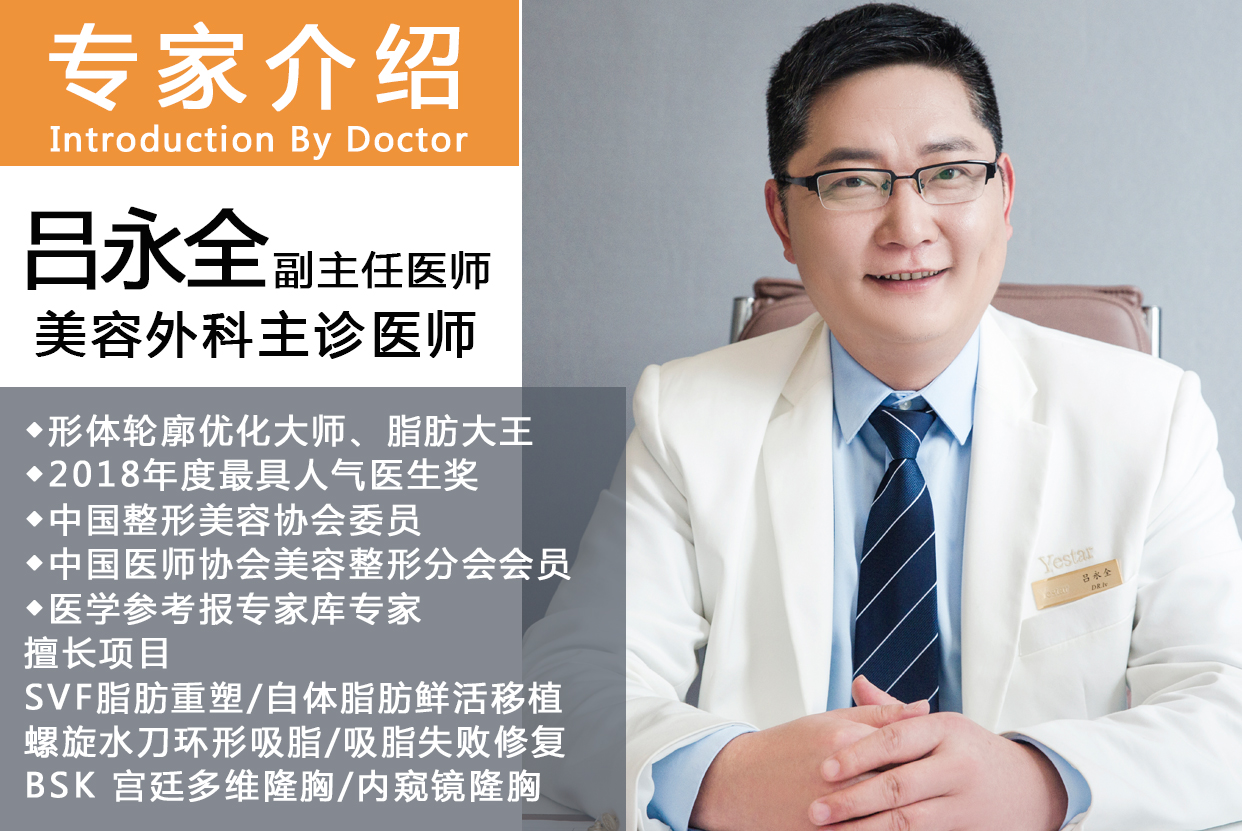 专家介绍
Introduction By Doctor
吕永全副主任医师
美容外科主诊医师
◆形体轮廓优化大师、脂肪大王
◆2018年度最具人气医生奖
◆中国整形美容协会委员
◆中国医师协会美容整形分会会员
◆医学参考报专家库专家
擅长项目
SVF脂肪重塑/自体脂肪鲜活移植
螺旋水刀环形吸脂/吸脂失败修复
BSK 宫廷多维隆胸/内窥镜隆胸
Yestar
吕永全